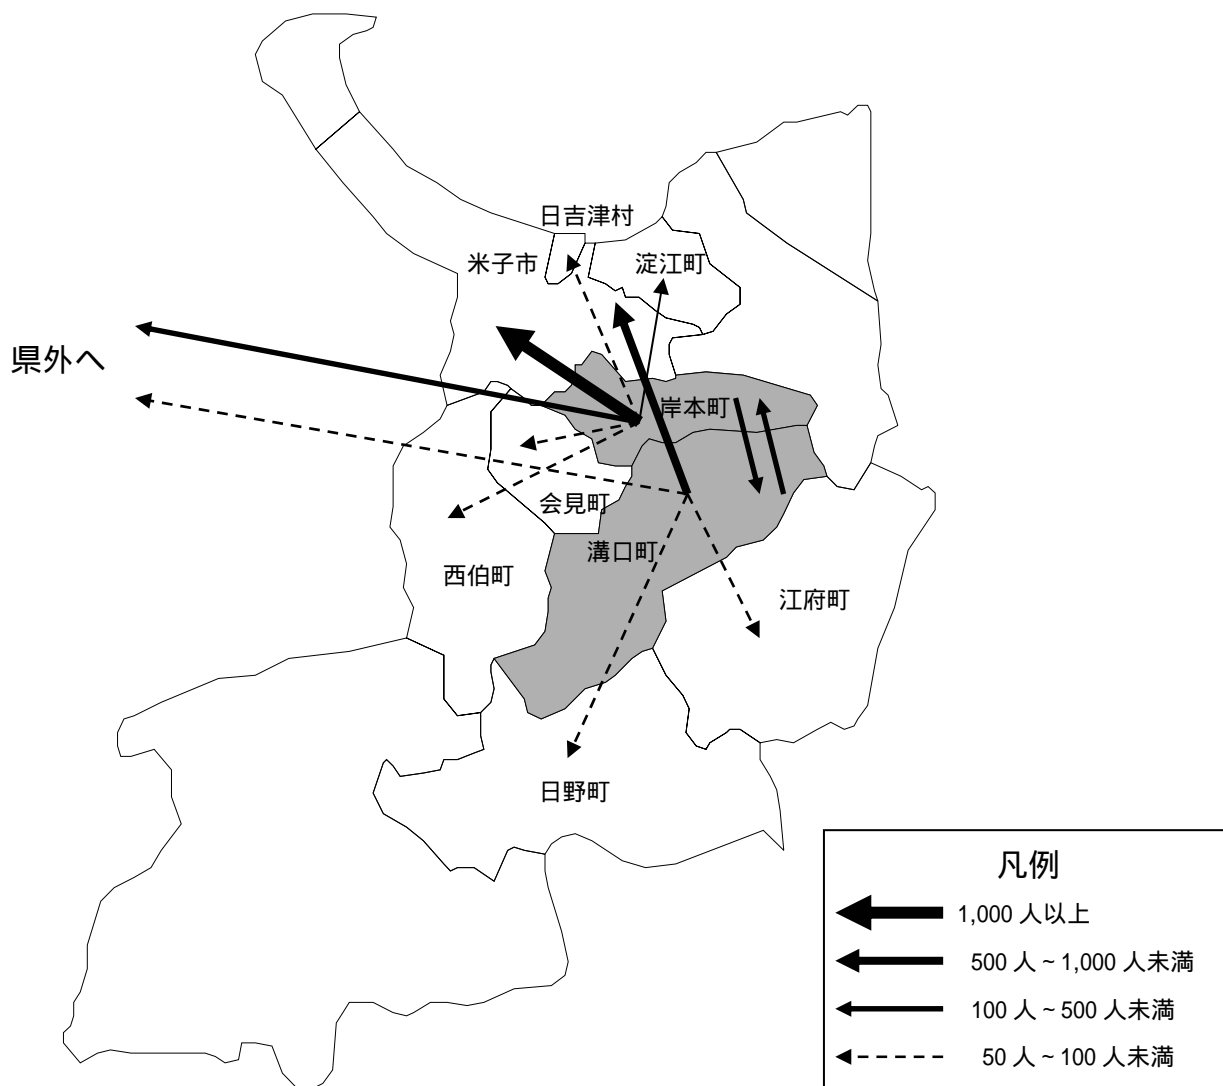 日吉津村
米子市
淀江町
県外へ
岸本町
会見町
溝口町
西伯町
江府町
日野町
凡例
1,000 人以上
500 人~1,000 人未満
100 人~500 人未満
50 人~100 人未満